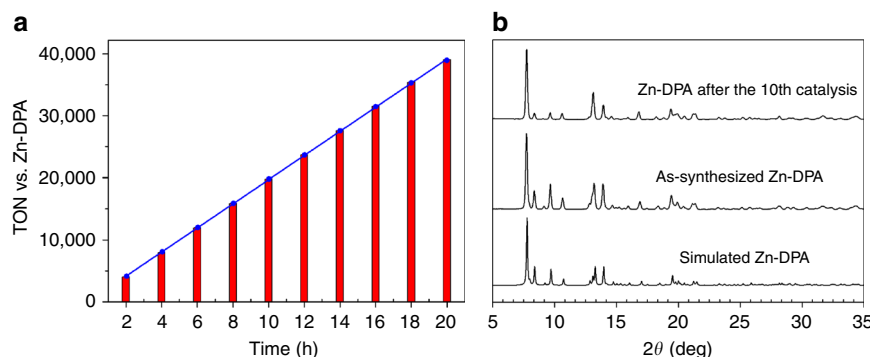 a
TON vs. Zn-DPA
40,000
30,000
20,000
10,000
0
2 4 6 8 10 12 14 16 18 20
Time (h)
b
Zn-DPA after the 10th catalysis
As-synthesized Zn-DPA
Simulated Zn-DPA
5 10 15 20 25 30 35
2θ (deg)